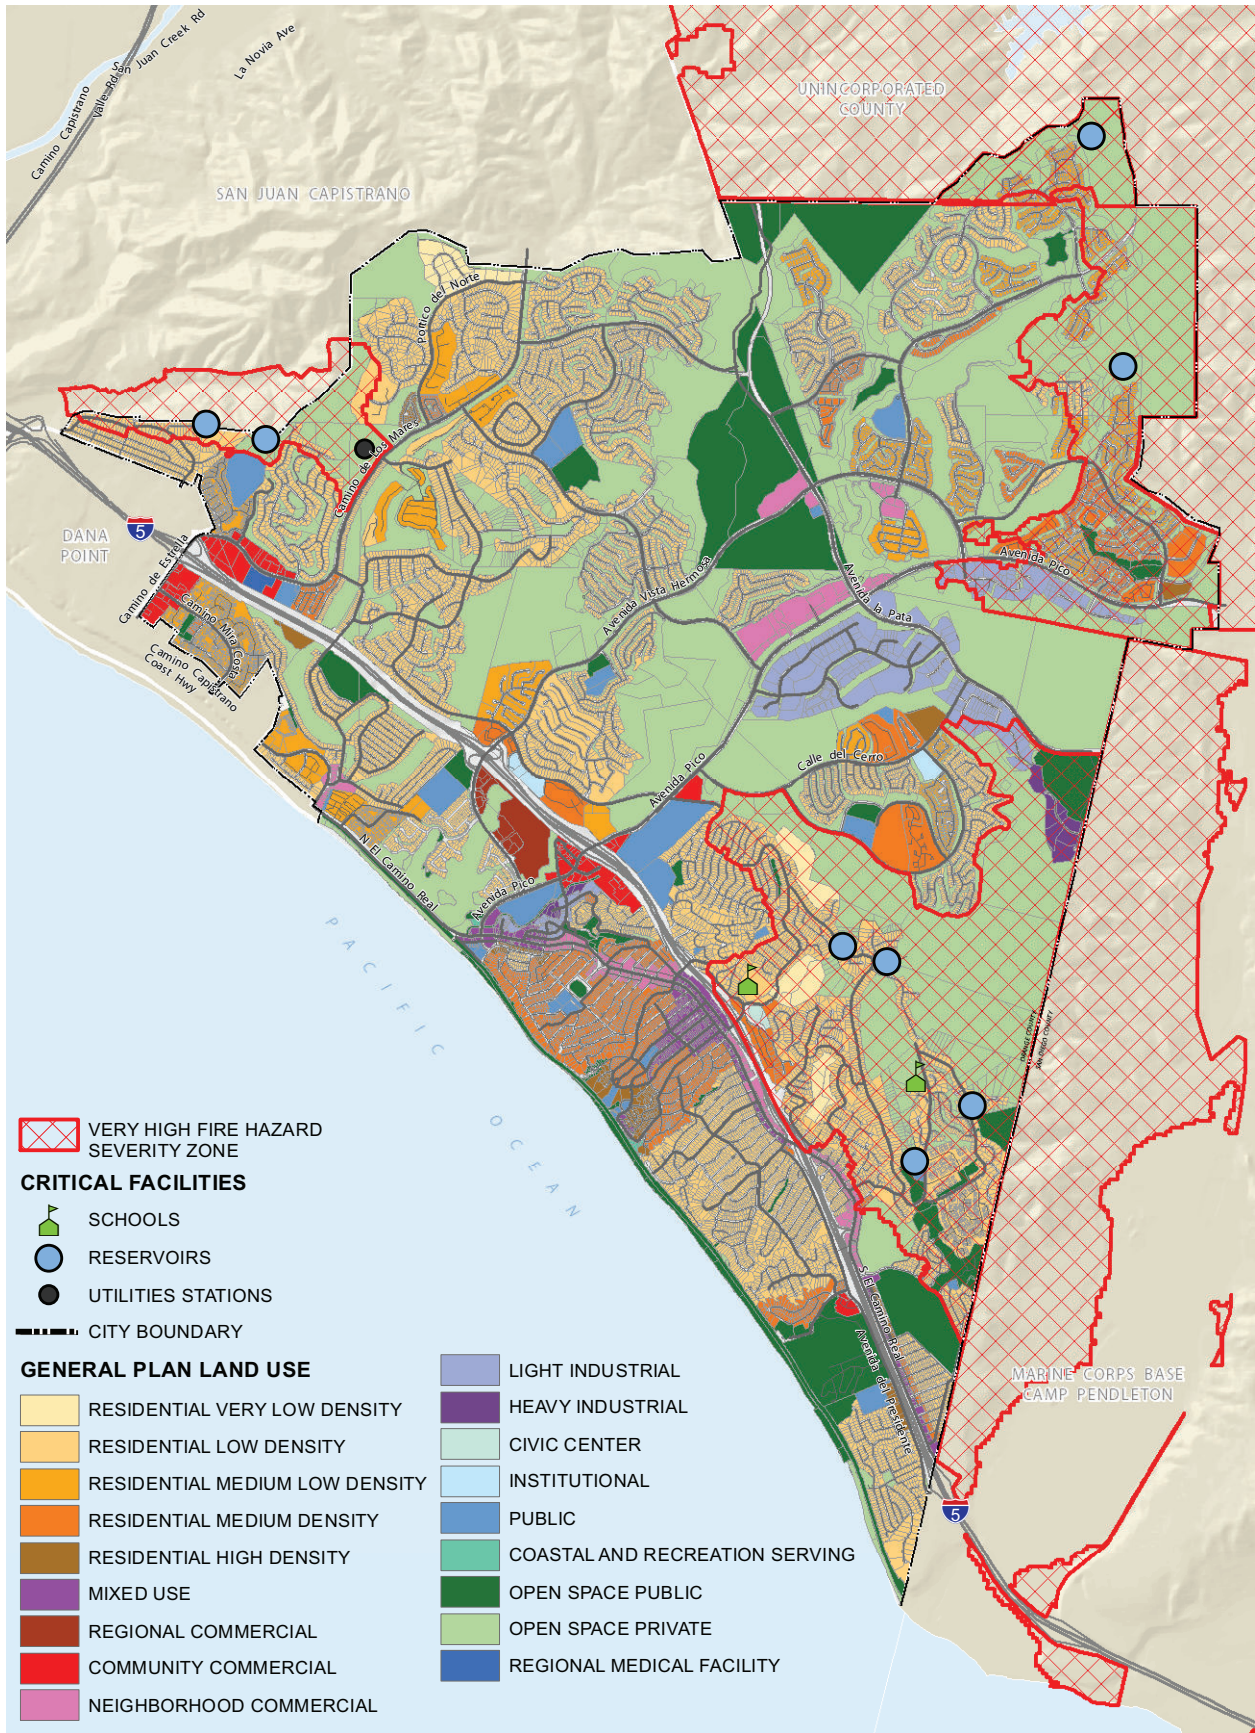 Camino Capistrano
Valle Rd
San Juan Creek Rd
La Novia Ave
UNINCORPORATED
COUNTY
SAN JUAN CAPISTRANO
Portico del Norte
Camino de Los Mares
DANA
POINT
5
Camino de Estrella
Camino Mira Costa
Camino Capistrano
Coast Hwy
Avenida Vista Hermosa
Avenida Pico
Avenida la Pata
Calle del Cerro
Avenida Pico
N El Camino Real
Avenida Pico
PACIFIC OCEAN
ORANGE COUNTY
SAN DIEGO COUNTY
S El Camino Real
Avenida del Presidente
MARINE CORPS BASE
CAMP PENDLETON
5
VERY HIGH FIRE HAZARD
SEVERITY ZONE
CRITICAL FACILITIES
SCHOOLS
RESERVOIRS
UTILITIES STATIONS
CITY BOUNDARY
GENERAL PLAN LAND USE
RESIDENTIAL VERY LOW DENSITY
RESIDENTIAL LOW DENSITY
RESIDENTIAL MEDIUM LOW DENSITY
RESIDENTIAL MEDIUM DENSITY
RESIDENTIAL HIGH DENSITY
MIXED USE
REGIONAL COMMERCIAL
COMMUNITY COMMERCIAL
NEIGHBORHOOD COMMERCIAL
LIGHT INDUSTRIAL
HEAVY INDUSTRIAL
CIVIC CENTER
INSTITUTIONAL
PUBLIC
COASTAL AND RECREATION SERVING
OPEN SPACE PUBLIC
OPEN SPACE PRIVATE
REGIONAL MEDICAL FACILITY